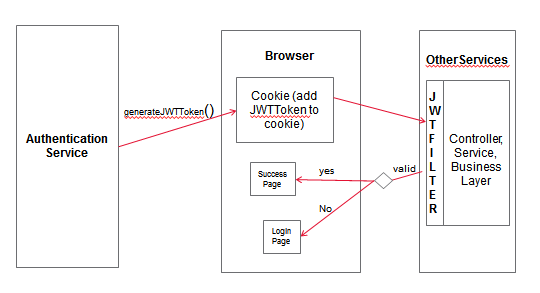 Authentication
Service
generateJWTToken()
Browser
Cookie (add
JWTToken to
cookie)
Success
Page
yes
No
Login
Page
valid
OtherServices
J
W
T
F
I
L
T
E
R
Controller,
Service,
Business
Layer